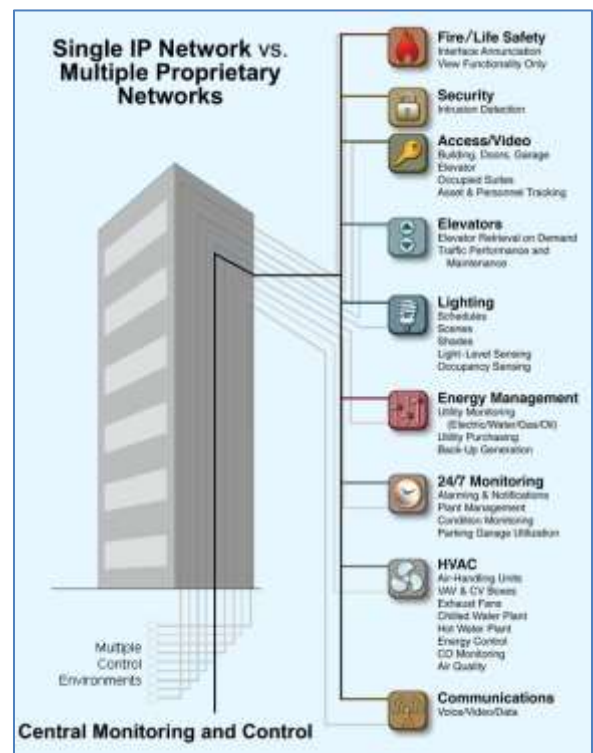 Single IP Network vs.
Multiple Proprietary
Networks
Fire/Life Safety
Interface Annunciation
View Functionality Only
Security
Intrusion Detection
Access/Video
Building, Doors, Garage
Elevator
Occupied Suites
Asset & Personnel Tracking
Elevators
Elevator Retrieval on Demand
Traffic Performance and
Maintenance
Lighting
Schedules
Scenes
Shades
Light-Level Sensing
Occupancy Sensing
Energy Management
Utility Monitoring
(Electric/Water/Gas/Oil)
Utility Purchasing
Back-Up Generation
24/7 Monitoring
Alarming & Notifications
Plant Management
Condition Monitoring
Parking Garage Utilization
HVAC
Air-Handling Units
VAV & CV Boxes
Exhaust Fans
Chilled Water Plant
Hot Water Plant
Energy Control
CO Monitoring
Air Quality
Communications
Voice/Video/Data
Multiple
Control
Environments
Central Monitoring and Control